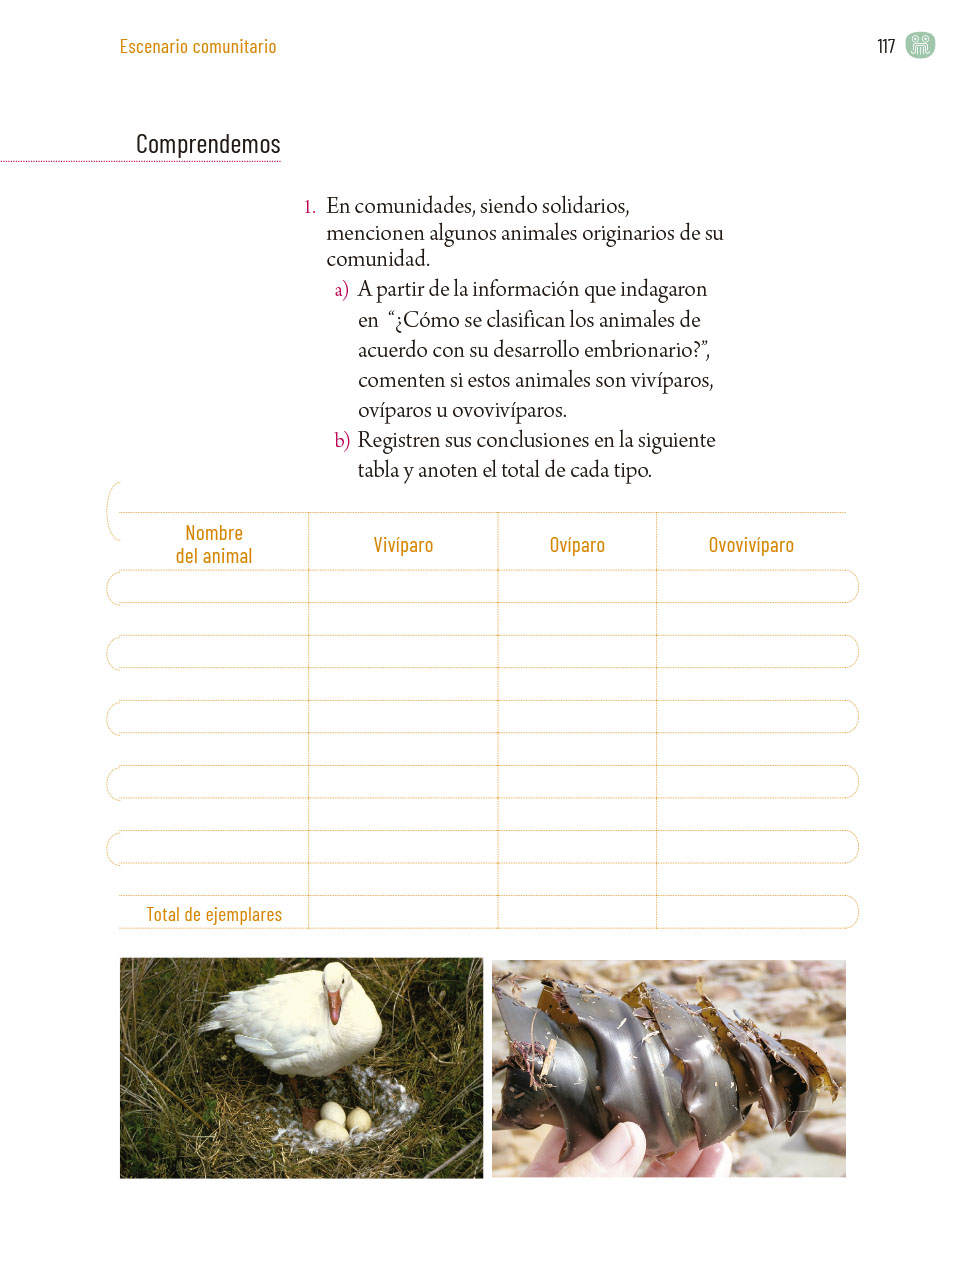 Escenario comunitario
117
Comprendemos
1. En comunidades, siendo solidarios,
mencionen algunos animales originarios de su
comunidad.
a) A partir de la información que indagaron
en “¿Cómo se clasifican los animales de
acuerdo con su desarrollo embrionario?”,
comenten si estos animales son vivíparos,
ovíparos u ovovivíparos.
b) Registren sus conclusiones en la siguiente
tabla y anoten el total de cada tipo.
Nombre
del animal
Vivíparo
Ovíparo
Ovovivíparo
Total de ejemplares